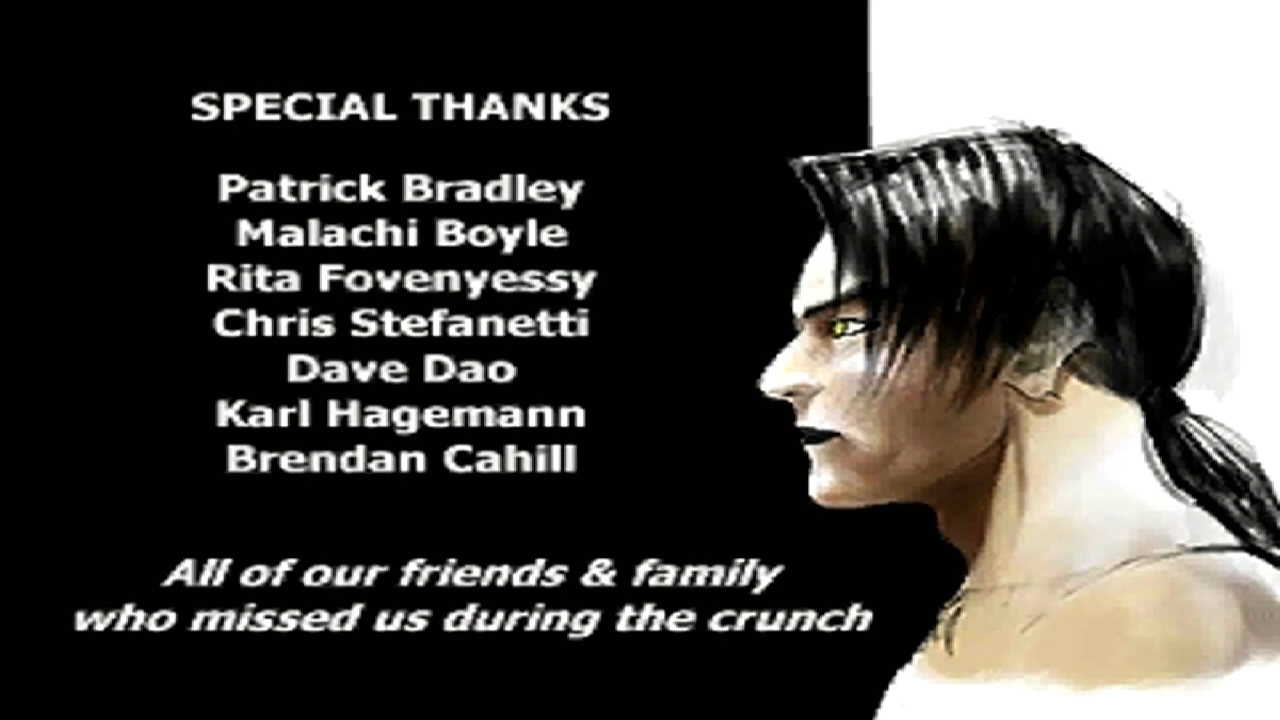 SPECIAL THANKS
Patrick Bradley
Malachi Boyle
Rita Fovenyessy
Chris Stefanetti
Dave Dao
Karl Hagemann
Brendan Cahill
All of our friends & family
who missed us during the crunch